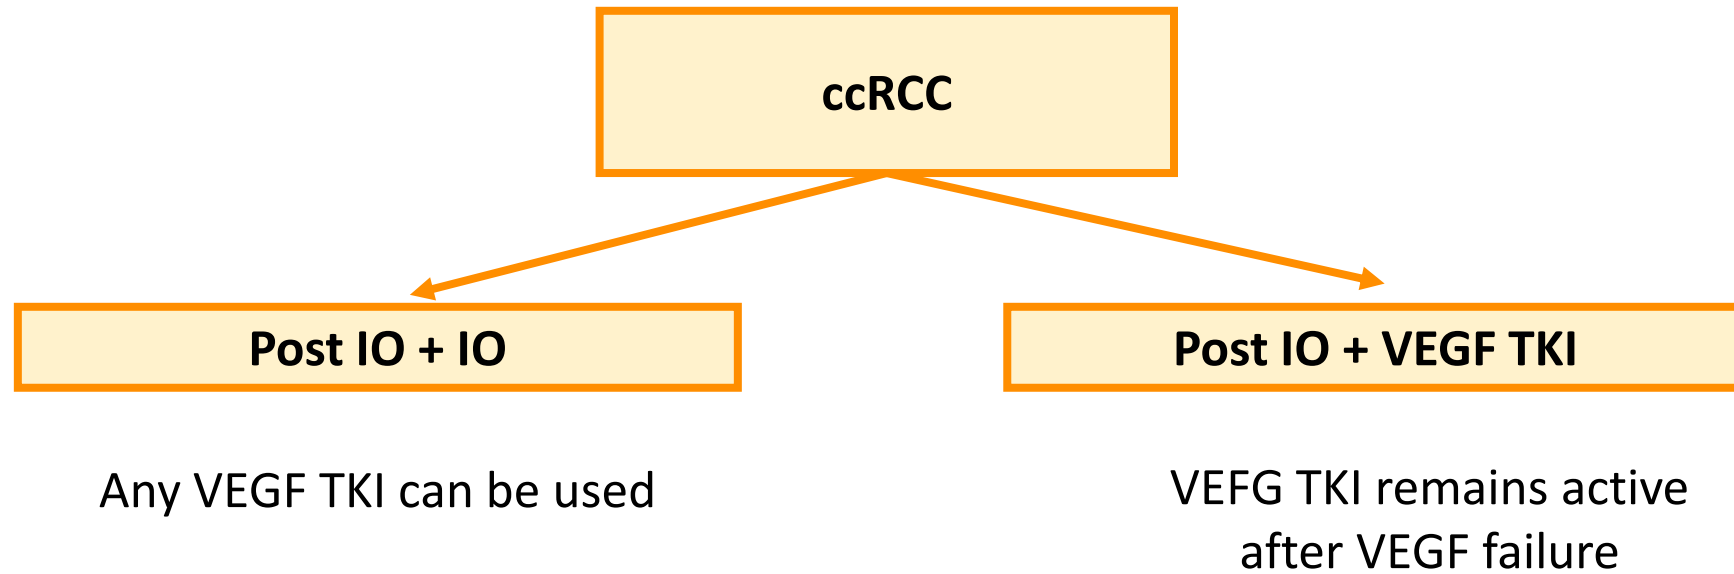 ccRCC
Post IO + IO
Post IO + VEGF TKI
Any VEGF TKI can be used
VEFG TKI remains active
after VEGF failure